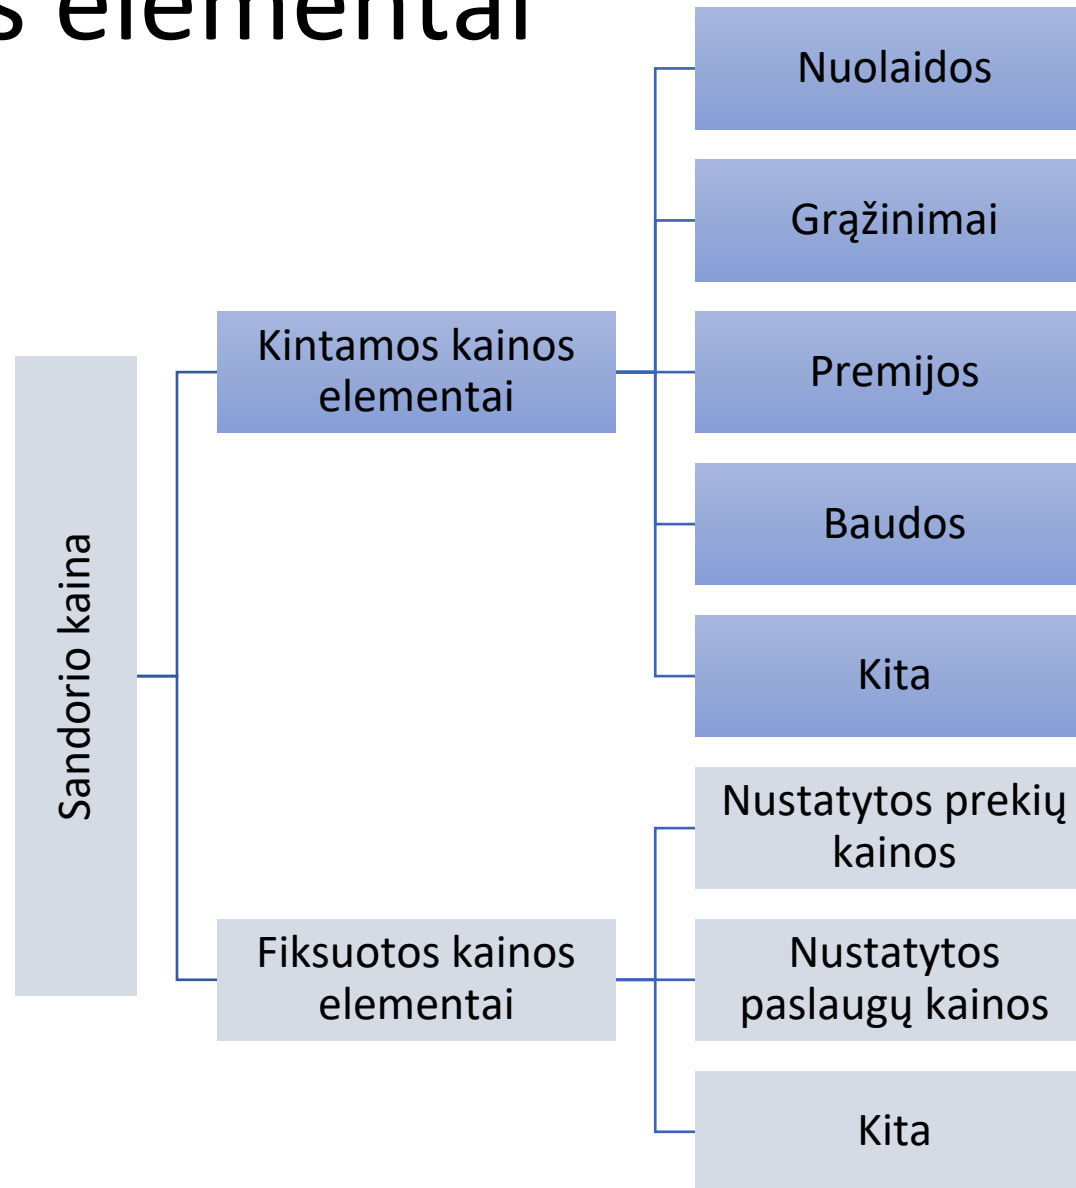 s elementai
Nuolaidos
Grąžinimai
Kintamos kainos
elementai
Premijos
Baudos
Kita
Sandorio kaina
Nustatytos prekių
kainos
Fiksuotos kainos
elementai
Nustatytos
paslaugų kainos
Kita